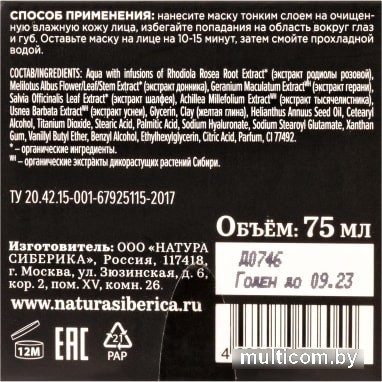 СПОСОБ ПРИМЕНЕНИЯ: нанесите маску тонким слоем на очищен-
ную влажную кожу лица, избегайте попадания на область вокруг глаз
и губ. Оставьте маску на лице на 10-15 минут, затем смойте прохладной
водой.
СОСТАВ/INGREDIENTS: Aqua with infusions of Rhodiola Rosea Root Extract* (экстракт родиолы розовой),
Melilotus Albus Flower/Leaf/Stem Extract* (экстракт донника), Geranium Maculatum Extract (экстракт герани),
Salvia Officinalis Leaf Extract* (экстракт шалфея), Achillea Millefolium Extract (экстракт тысячелистника),
Usnea Barbata Extract (экстракт уснеи), Glycerin, Clay (желтая глина), Helianthus Annuus Seed Oil, Cetearyl
Alcohol, Titanium Dioxide, Stearic Acid, Palmitic Acid, Sodium Hyaluronate, Sodium Stearoyl Glutamate, Xanthan
Gum, Vanillyl Butyl Ether, Benzyl Alcohol, Ethylhexylglycerin, Citric Acid, Parfum, CI 77492.
* – органические ингредиенты.
WH – органические экстракты дикорастущих растений Сибири.
ТУ 20.42.15-001-67925115-2017
Объём: 75 мл
Изготовитель: ООО «НАТУРА
СИБЕРИКА», Россия, 117418,
г. Москва, ул. Зюзинская, д. 6,
кор. 2, пом. XV, комн. 26.
www.naturasiberica.ru
Д0746
Годен до 09.23
12M
EAC
21
PAP
multicom.by